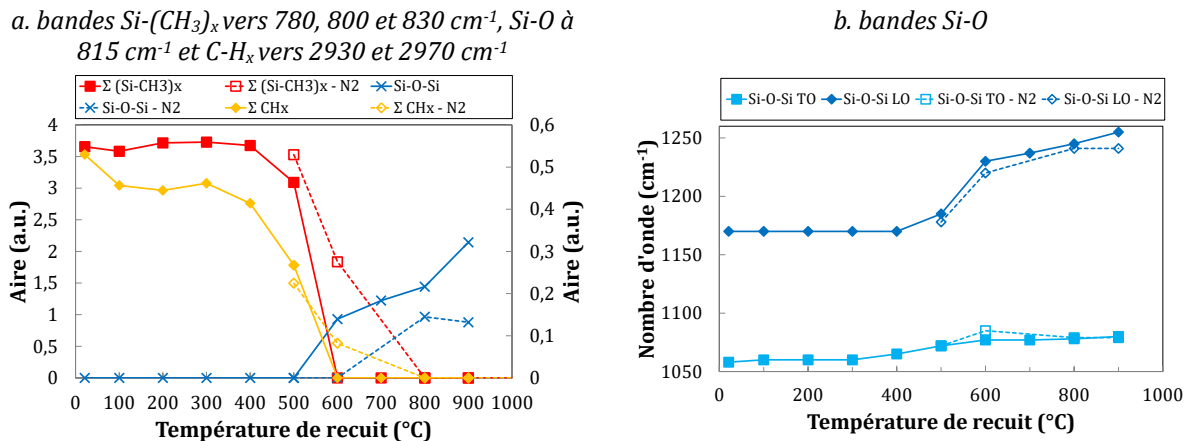 a. bandes Si-(CH3)x vers 780, 800 et 830 cm-1, Si-O à
815 cm-1 et C-Hx vers 2930 et 2970 cm-1
Σ (Si-CH3)x Σ (Si-CH3)x - N2 Si-O-Si
Si-O-Si - N2 Σ CHx Σ CHx - N2
4
3,5
3
2,5
2
1,5
1
0,5
0
Aire (a.u.)
0,6
0,5
0,4
0,3
0,2
0,1
0
Aire (a.u.)
0 100 200 300 400 500 600 700 800 900 1000
Température de recuit (°C)
b. bandes Si-O
Si-O-Si TO Si-O-Si LO Si-O-Si TO - N2 Si-O-Si LO - N2
1250
1200
1150
1100
1050
Nombre d'onde (cm-1)
0 200 400 600 800 1000
Température de recuit (°C)